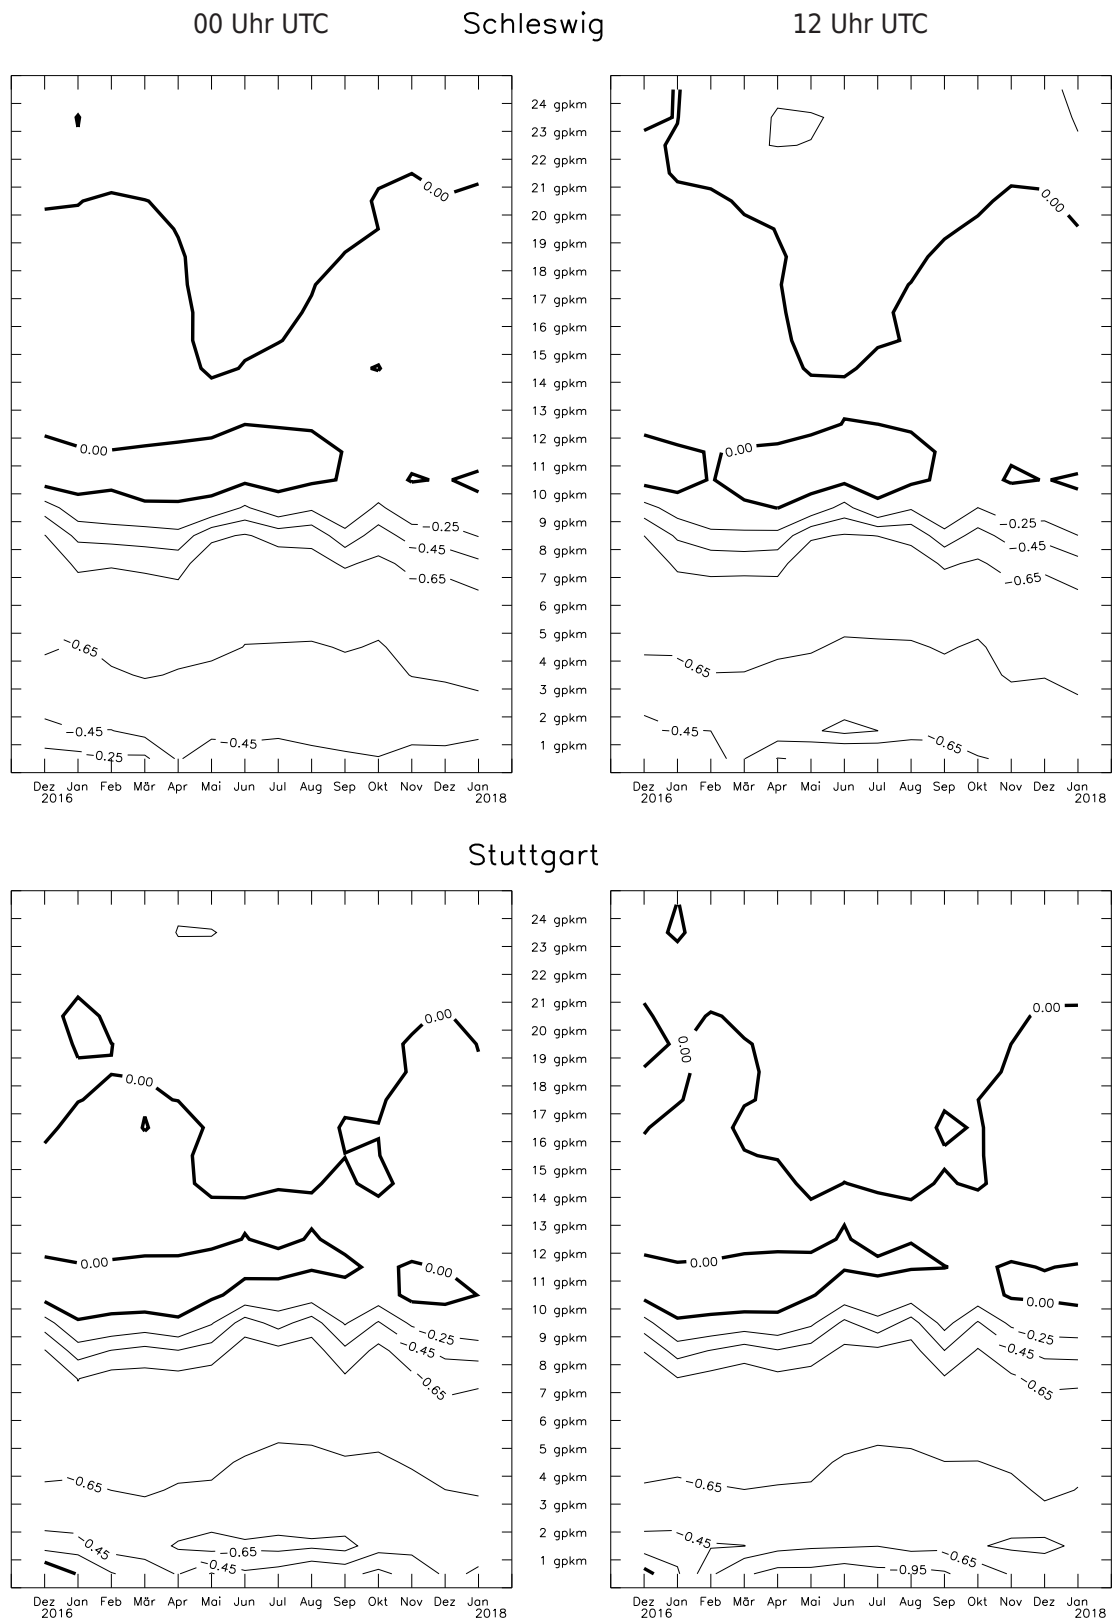 00 Uhr UTC Schleswig 12 Uhr UTC
24 gpkm
23 gpkm
22 gpkm
21 gpkm
0.00 0.00
20 gpkm
19 gpkm
18 gpkm
17 gpkm
16 gpkm
15 gpkm
14 gpkm
13 gpkm
12 gpkm
0.00 0.00
11 gpkm
10 gpkm
9 gpkm
-0.25 -0.25
8 gpkm
-0.45 -0.45
7 gpkm
-0.65 -0.65
6 gpkm
5 gpkm
-0.65 -0.65
4 gpkm
3 gpkm
2 gpkm
-0.45 -0.45 -0.45
1 gpkm
-0.25 -0.65
Dez Jan Feb Mär Apr Mai Jun Jul Aug Sep Okt Nov Dez Jan Dez Jan Feb Mär Apr Mai Jun Jul Aug Sep Okt Nov Dez Jan
2016 2018 2016 2018
Stuttgart
24 gpkm
23 gpkm
22 gpkm
21 gpkm
0.00 0.00
20 gpkm
0.00
19 gpkm
18 gpkm
0.00
17 gpkm
16 gpkm
15 gpkm
14 gpkm
13 gpkm
12 gpkm
0.00 0.00 0.00
11 gpkm
0.00
10 gpkm
9 gpkm
-0.25 -0.25
-0.45 -0.45
8 gpkm
-0.65 -0.65
7 gpkm
6 gpkm
5 gpkm
4 gpkm
-0.65 -0.65
3 gpkm
2 gpkm
-0.45 -0.65 -0.45
1 gpkm
-0.45 -0.65 -0.95
Dez Jan Feb Mär Apr Mai Jun Jul Aug Sep Okt Nov Dez Jan Dez Jan Feb Mär Apr Mai Jun Jul Aug Sep Okt Nov Dez Jan
2016 2018 2016 2018